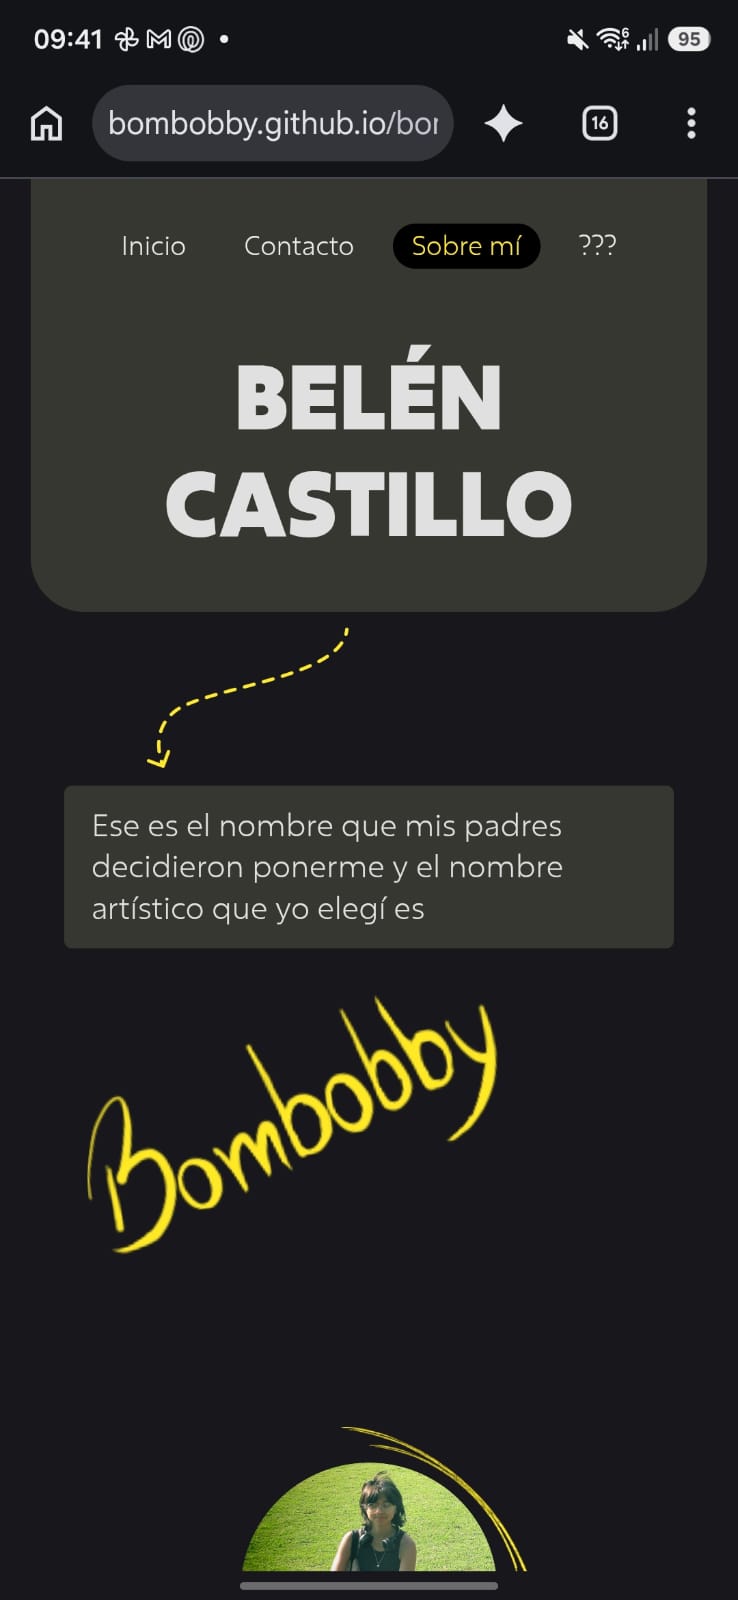 09:41 95
bombobby.github.io/bor 16
Inicio Contacto Sobre mí ???
BELÉN
CASTILLO
Ese es el nombre que mis padres
decidieron ponerme y el nombre
artístico que yo elegí es
Bombobby